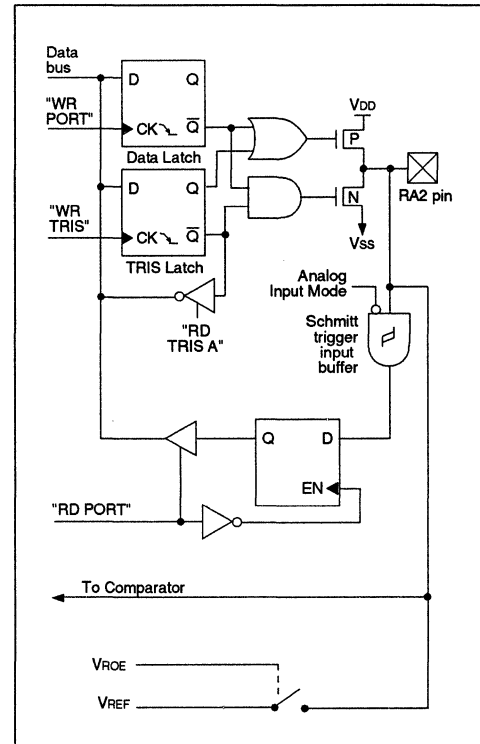 Data
bus
D
Q
"WR
PORT"
CK
Q
Data Latch
VDD
P
RA2 pin
D
Q
N
"WR
TRIS"
CK
Q
TRIS Latch
VSS
Analog
Input Mode
"RD
TRIS A"
Schmitt
trigger
input
buffer
Q
D
EN
"RD PORT"
To Comparator
VROE
VREF